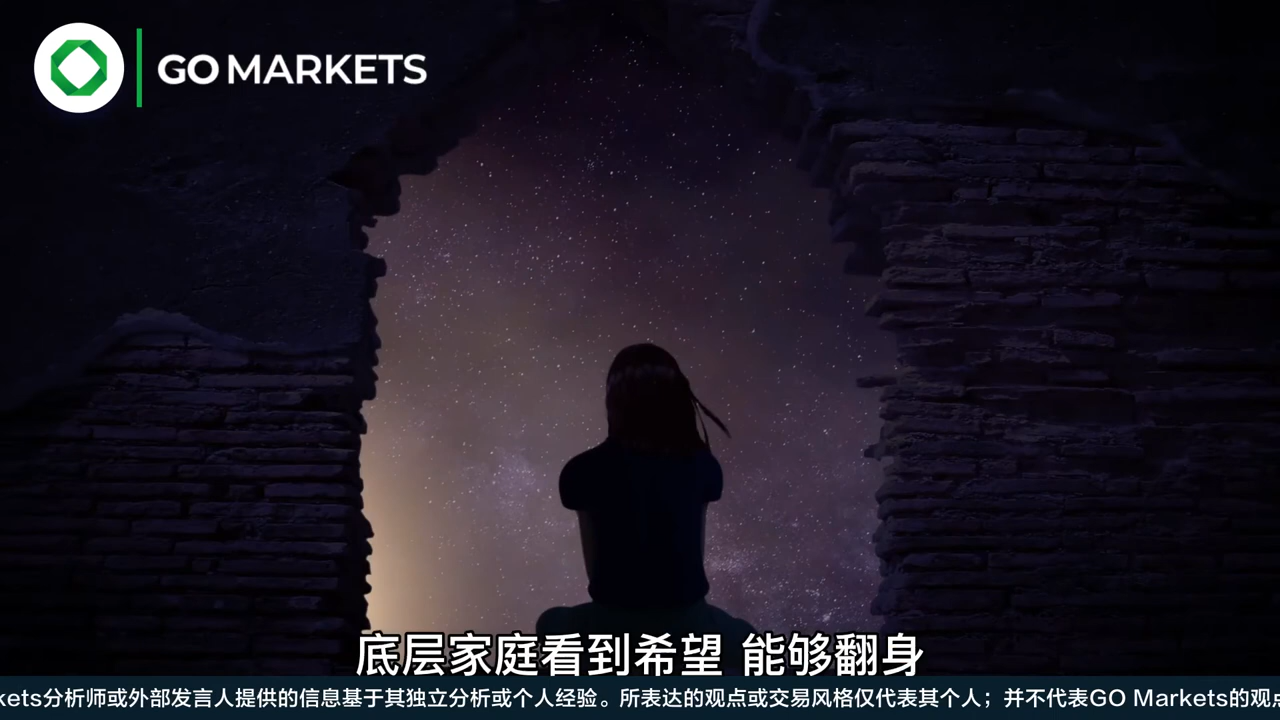 GO MARKETS
底层家庭看到希望 能够翻身
kets分析师或外部发言人提供的信息基于其独立分析或个人经验。所表达的观点或交易风格仅代表其个人；并不代表GO Markets的观点